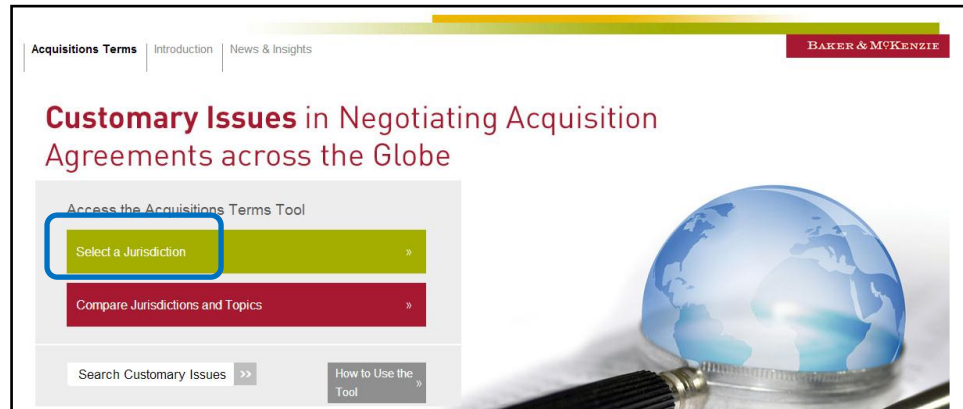 Acquisitions Terms Introduction News & Insights
BAKER & MCKENZIE
Customary Issues in Negotiating Acquisition
Agreements across the Globe
Access the Acquisitions Terms Tool
Select a Jurisdiction »
Compare Jurisdictions and Topics »
Search Customary Issues >>
How to Use the »
Tool